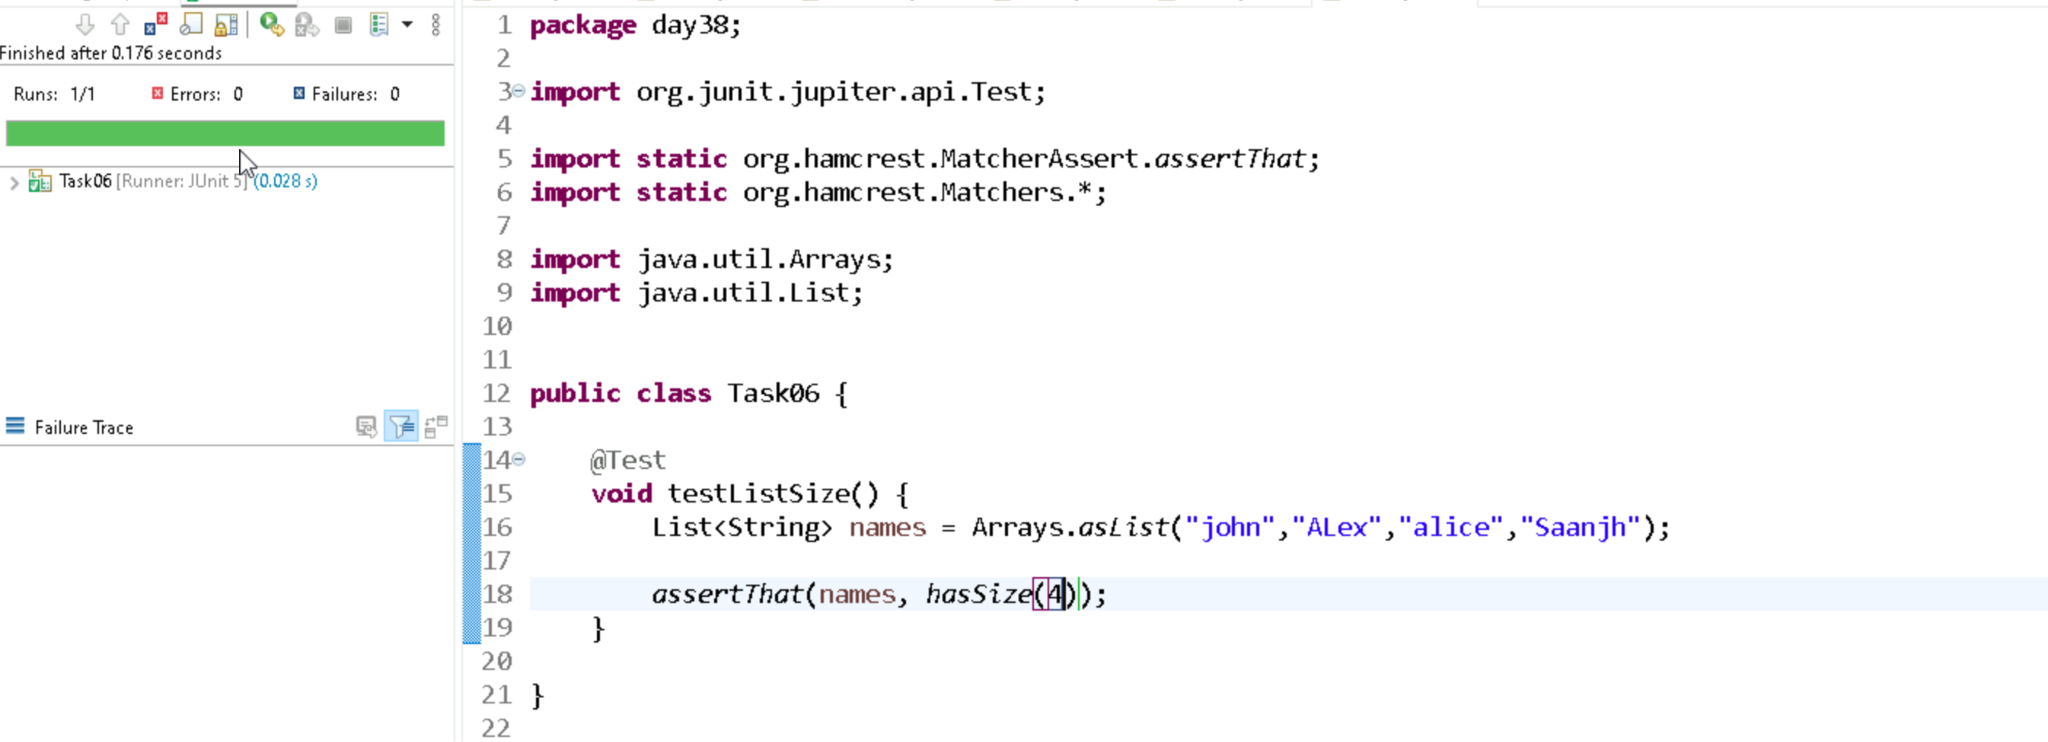 Finished after 0.176 seconds
Runs: 1/1 Errors: 0 Failures: 0
Task06 [Runner: JUnit 5] (0.028 s)
Failure Trace
1 package day38;
2
3 import org.junit.jupiter.api.Test;
4
5 import static org.hamcrest.MatcherAssert.assertThat;
6 import static org.hamcrest.Matchers.*;
7
8 import java.util.Arrays;
9 import java.util.List;
10
11
12 public class Task06 {
13
14 @Test
15 void testListSize() {
16 List<String> names = Arrays.asList("john","ALex","alice","Saanjh");
17
18 assertThat(names, hasSize(4));
19 }
20
21 }
22